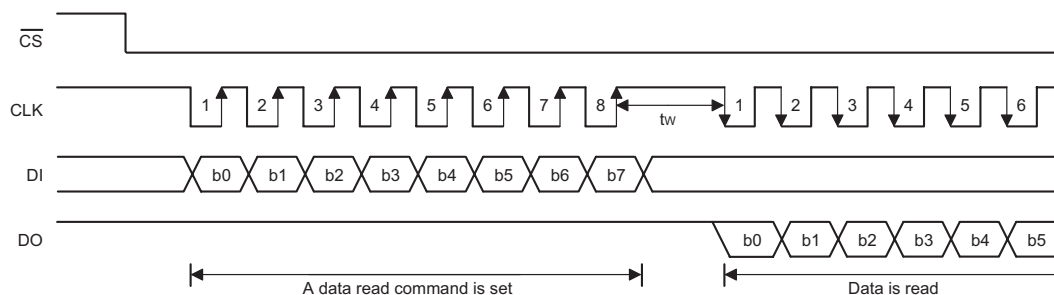 CS
CLK 1 2 3 4 5 6 7 8 tw 1 2 3 4 5 6
DI b0 b1 b2 b3 b4 b5 b6 b7
DO b0 b1 b2 b3 b4 b5
A data read command is set Data is read